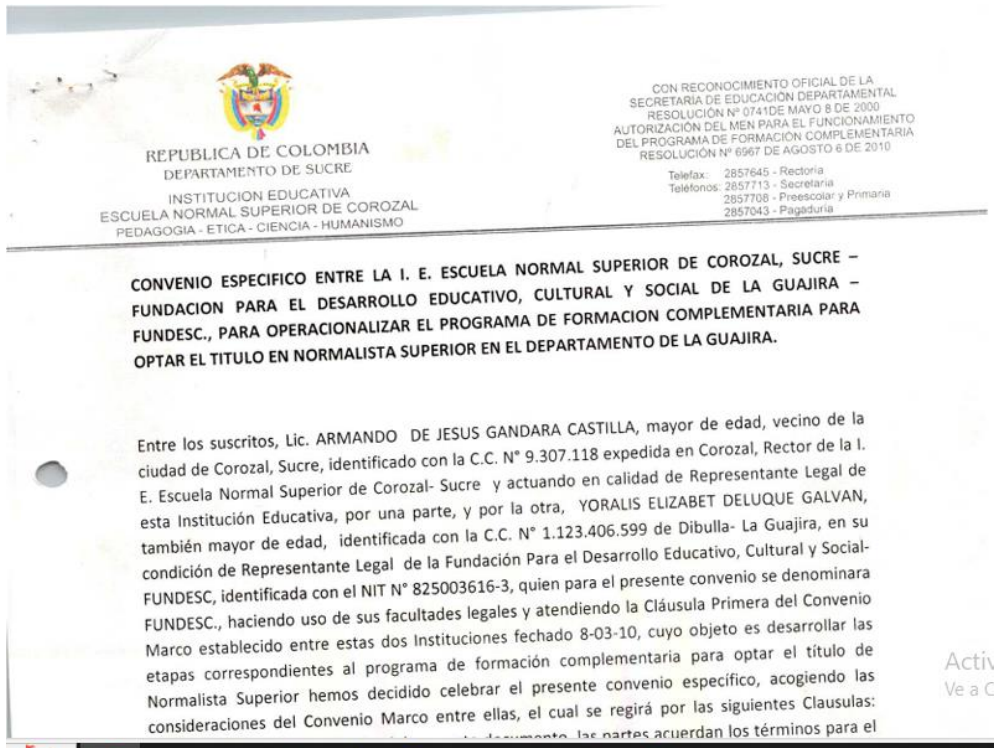 REPUBLICA DE COLOMBIA
DEPARTAMENTO DE SUCRE
INSTITUCION EDUCATIVA
ESCUELA NORMAL SUPERIOR DE COROZAL
PEDAGOGIA - ETICA - CIENCIA - HUMANISMO
CON RECONOCIMIENTO OFICIAL DE LA
SECRETARIA DE EDUCACIÓN DEPARTAMENTAL
RESOLUCIÓN Nº 0741DE MAYO 8 DE 2000
AUTORIZACIÓN DEL MEN PARA EL FUNCIONAMIENTO
DEL PROGRAMA DE FORMACIÓN COMPLEMENTARIA
RESOLUCIÓN Nº 6967 DE AGOSTO 6 DE 2010
Telefax: 2857645 - Rectoria
Teléfonos: 2857713 - Secretaria
2857708 - Preescolar y Primaria
2857043 - Pagaduria
CONVENIO ESPECIFICO ENTRE LA I. E. ESCUELA NORMAL SUPERIOR DE COROZAL, SUCRE –
FUNDACION PARA EL DESARROLLO EDUCATIVO, CULTURAL Y SOCIAL DE LA GUAJIRA –
FUNDESC., PARA OPERACIONALIZAR EL PROGRAMA DE FORMACION COMPLEMENTARIA PARA
OPTAR EL TITULO EN NORMALISTA SUPERIOR EN EL DEPARTAMENTO DE LA GUAJIRA.
Entre los suscritos, Lic. ARMANDO DE JESUS GANDARA CASTILLA, mayor de edad, vecino de la
ciudad de Corozal, Sucre, identificado con la C.C. N° 9.307.118 expedida en Corozal, Rector de la I.
E. Escuela Normal Superior de Corozal- Sucre y actuando en calidad de Representante Legal de
esta Institución Educativa, por una parte, y por la otra, YORALIS ELIZABET DELUQUE GALVAN,
también mayor de edad, identificada con la C.C. N° 1.123.406.599 de Dibulla- La Guajira, en su
condición de Representante Legal de la Fundación Para el Desarrollo Educativo, Cultural y Social-
FUNDESC, identificada con el NIT N° 825003616-3, quien para el presente convenio se denominara
FUNDESC., haciendo uso de sus facultades legales y atendiendo la Cláusula Primera del Convenio
Marco establecido entre estas dos Instituciones fechado 8-03-10, cuyo objeto es desarrollar las
etapas correspondientes al programa de formación complementaria para optar el título de
Normalista Superior hemos decidido celebrar el presente convenio específico, acogiendo las
consideraciones del Convenio Marco entre ellas, el cual se regirá por las siguientes Clausulas:
documento, las partes acuerdan los términos para el
Activ
Ve a C